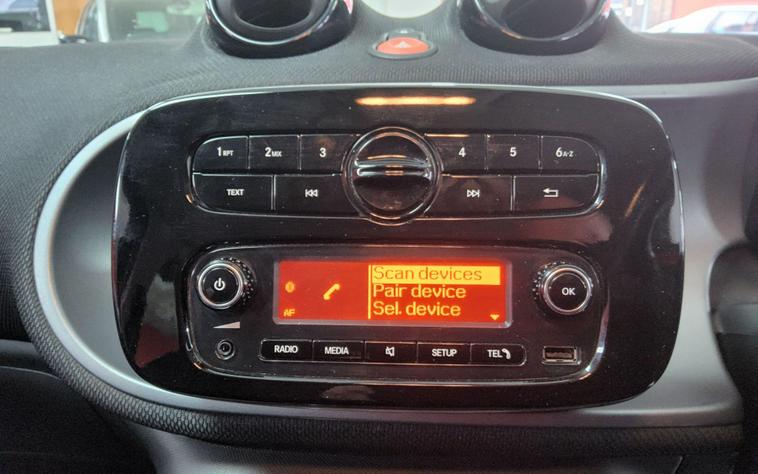 1 RPT 2 MIX 3 4 5 6 A-Z
TEXT
Scan devices
Pair device
Sel. device
AF
OK
RADIO MEDIA SETUP TEL